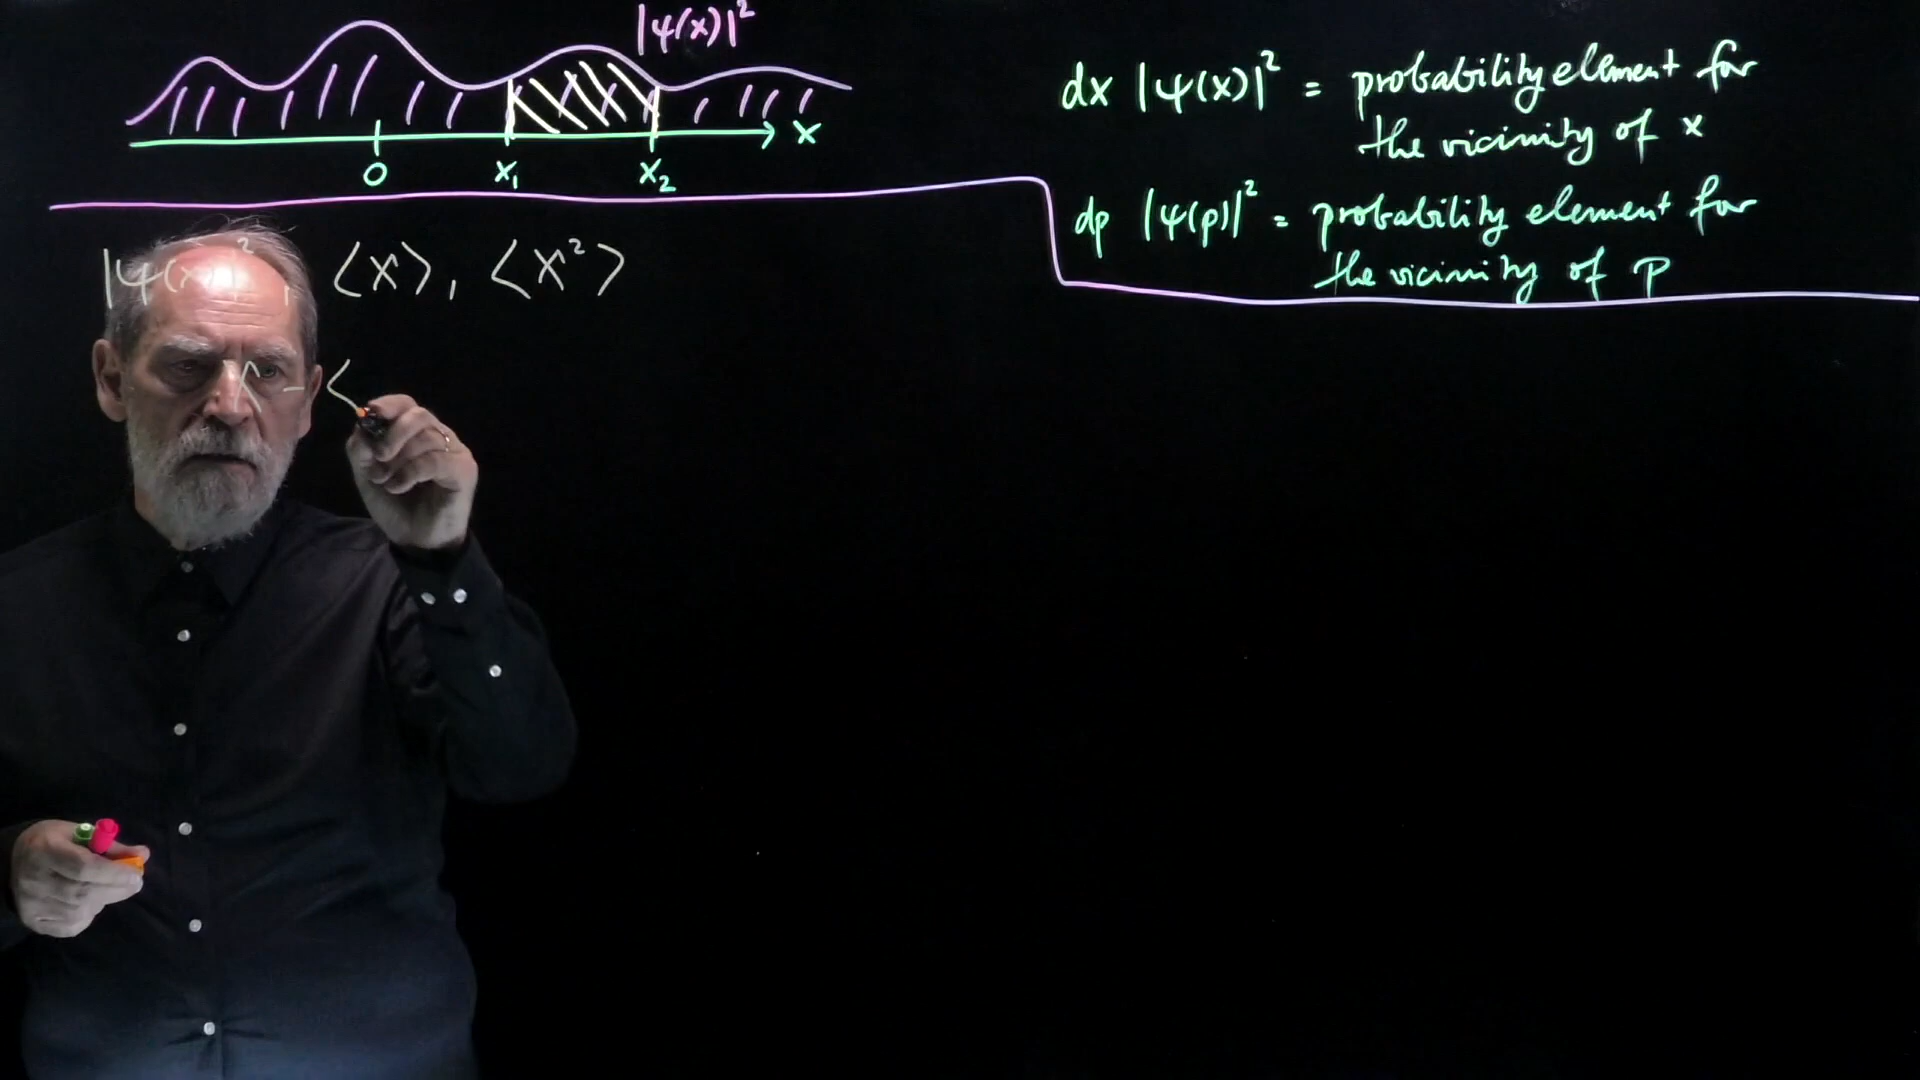 |ψ(x)|²
x
0 x₁ x₂
dx |ψ(x)|² = probability element for
the vicinity of x
dp |ψ(p)|² = probability element for
the vicinity of p
|ψ(x)|², ⟨x⟩, ⟨x²⟩
- ⟨